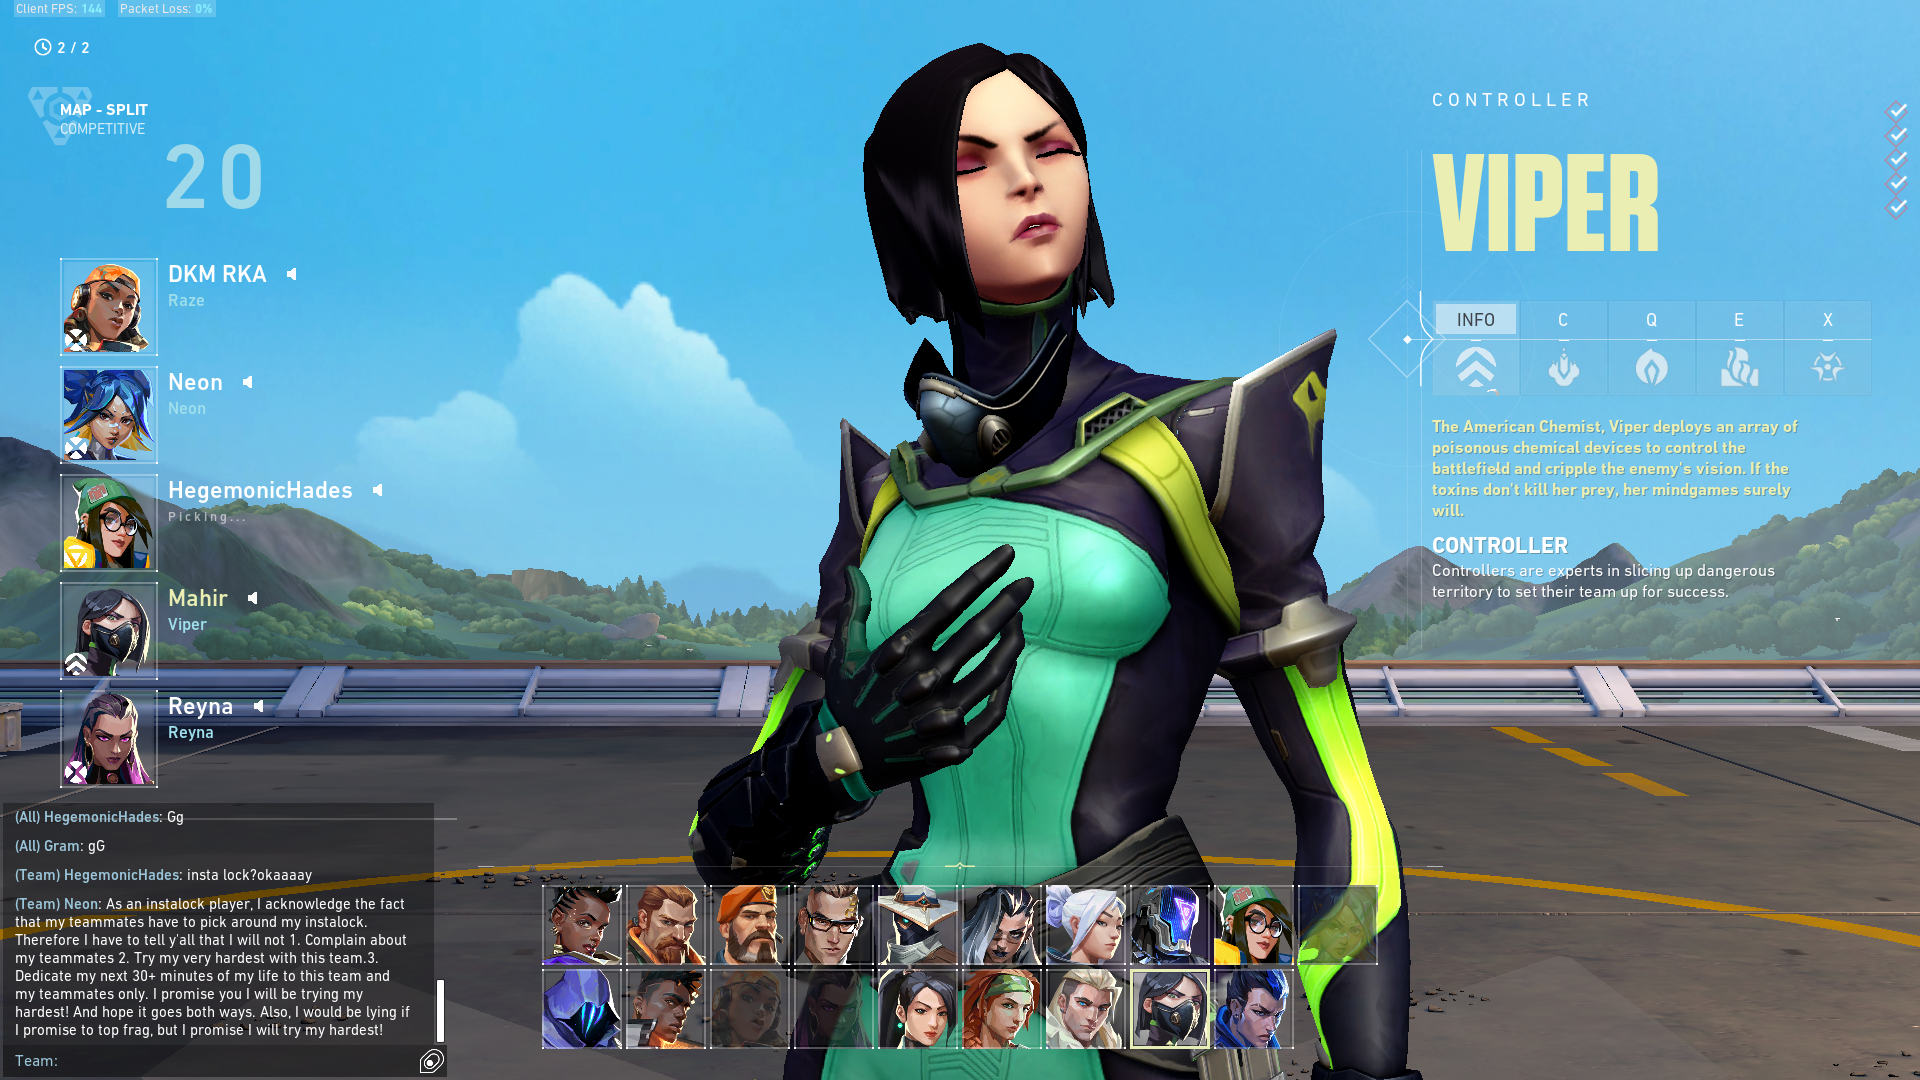 Client FPS: 144 Packet Loss: 0%
2 / 2
MAP - SPLIT
COMPETITIVE
20
DKM RKA
Raze
Neon
Neon
HegemonicHades
Picking...
Mahir
Viper
Reyna
Reyna
(All) HegemonicHades: Gg
(All) Gram: gG
(Team) HegemonicHades: insta lock?okaaaay
(Team) Neon: As an instalock player, I acknowledge the fact
that my teammates have to pick around my instalock.
Therefore I have to tell y'all that I will not 1. Complain about
my teammates 2. Try my very hardest with this team.3.
Dedicate my next 30+ minutes of my life to this team and
my teammates only. I promise you I will be trying my
hardest! And hope it goes both ways. Also, I would be lying if
I promise to top frag, but I promise I will try my hardest!
Team:
CONTROLLER
VIPER
INFO C Q E X
The American Chemist, Viper deploys an array of
poisonous chemical devices to control the
battlefield and cripple the enemy's vision. If the
toxins don't kill her prey, her mindgames surely
will.
CONTROLLER
Controllers are experts in slicing up dangerous
territory to set their team up for success.